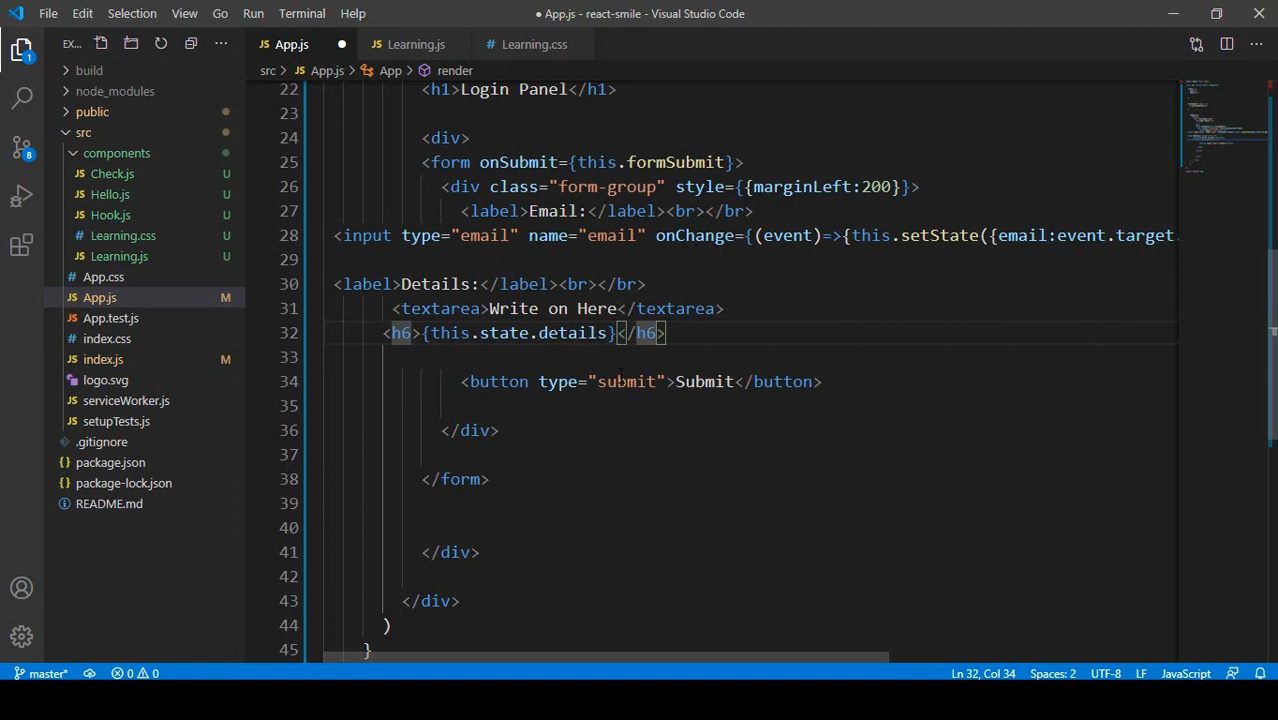 File Edit Selection View Go Run Terminal Help ● App.js - react-smile - Visual Studio Code
EX... JS App.js ● JS Learning.js # Learning.css
src > JS App.js > App > render
1
8
build
node_modules
public
src
components
Check.js U
Hello.js U
Hook.js U
Learning.css U
Learning.js U
App.css
App.js M
App.test.js
index.css
index.js M
logo.svg
serviceWorker.js
setupTests.js
.gitignore
package.json
package-lock.json
README.md
22 <h1>Login Panel</h1>
23
24 <div>
25 <form onSubmit={this.formSubmit}>
26 <div class="form-group" style={{marginLeft:200}}>
27 <label>Email:</label><br></br>
28 <input type="email" name="email" onChange={(event)=>{this.setState({email:event.target.
29
30 <label>Details:</label><br></br>
31 <textarea>Write on Here</textarea>
32 <h6>{this.state.details}</h6>
33
34 <button type="submit">Submit</button>
35
36 </div>
37
38 </form>
39
40
41 </div>
42
43 </div>
44 )
45 }
master* 0 0 Ln 32, Col 34 Spaces: 2 UTF-8 LF JavaScript